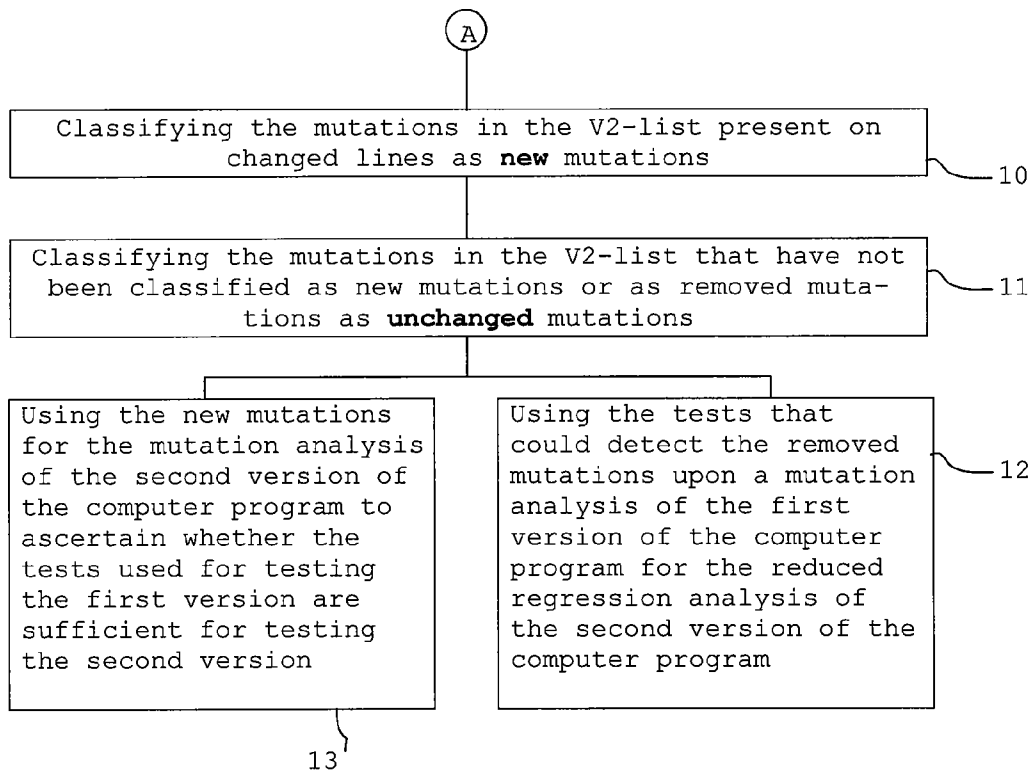 A
Classifying the mutations in the V2-list present on
changed lines as new mutations
10
Classifying the mutations in the V2-list that have not
been classified as new mutations or as removed muta-
tions as unchanged mutations
11
Using the new mutations
for the mutation analysis
of the second version of
the computer program to
ascertain whether the
tests used for testing
the first version are
sufficient for testing
the second version
13
Using the tests that
could detect the removed
mutations upon a mutation
analysis of the first
version of the computer
program for the reduced
regression analysis of
the second version of the
computer program
12